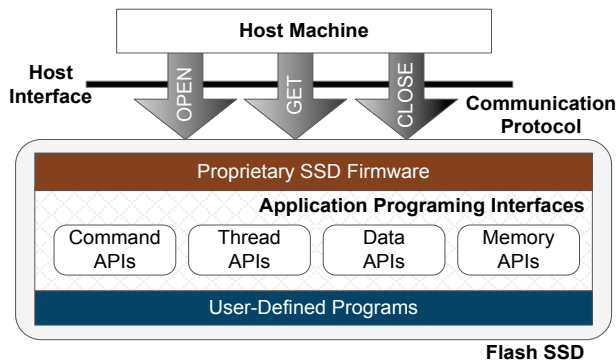 Host Machine
Host
Interface
OPEN
GET
CLOSE
Communication
Protocol
Proprietary SSD Firmware
Application Programing Interfaces
Command
APIs
Thread
APIs
Data
APIs
Memory
APIs
User-Defined Programs
Flash SSD